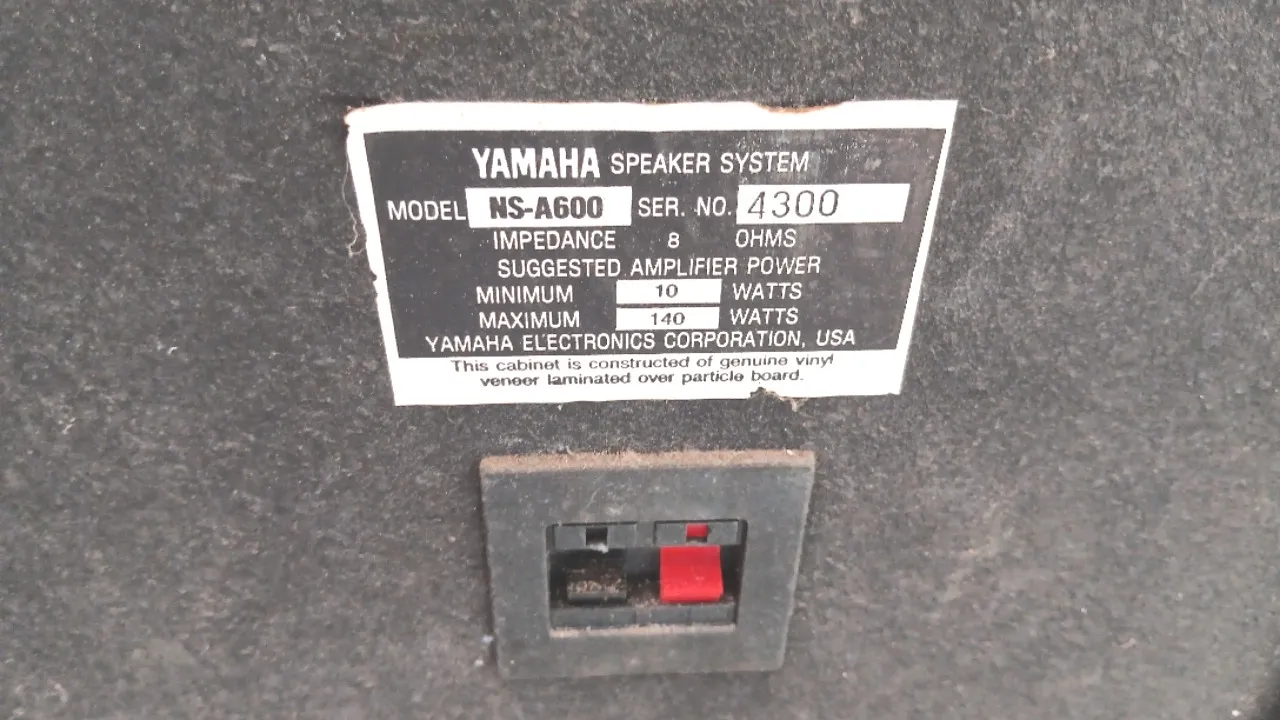 YAMAHA SPEAKER SYSTEM
MODEL NS-A600 SER. NO. 4300
IMPEDANCE 8 OHMS
SUGGESTED AMPLIFIER POWER
MINIMUM 10 WATTS
MAXIMUM 140 WATTS
YAMAHA ELECTRONICS CORPORATION, USA
This cabinet is constructed of genuine vinyl
veneer laminated over particle board.